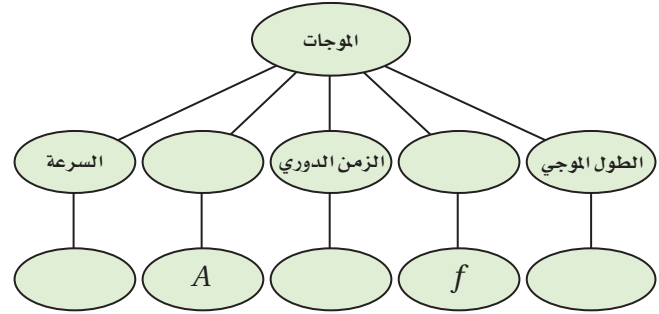 الموجات
الطول الموجي
الزمن الدوري
السرعة
f
A